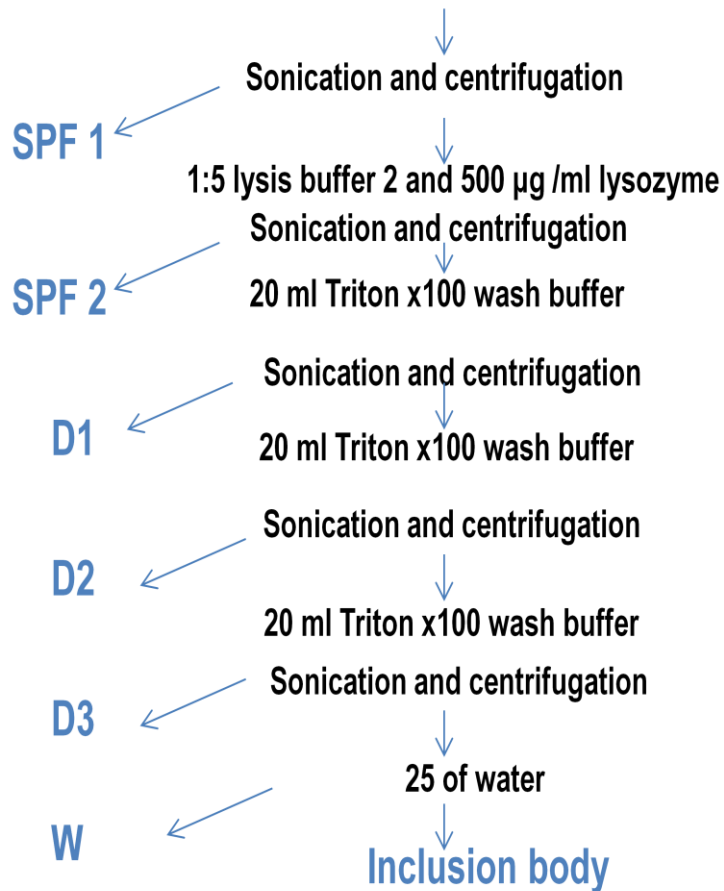 Sonication and centrifugation
SPF 1
1:5 lysis buffer 2 and 500 µg /ml lysozyme
Sonication and centrifugation
SPF 2
20 ml Triton x100 wash buffer
Sonication and centrifugation
D1
20 ml Triton x100 wash buffer
Sonication and centrifugation
D2
20 ml Triton x100 wash buffer
Sonication and centrifugation
D3
25 of water
W
Inclusion body